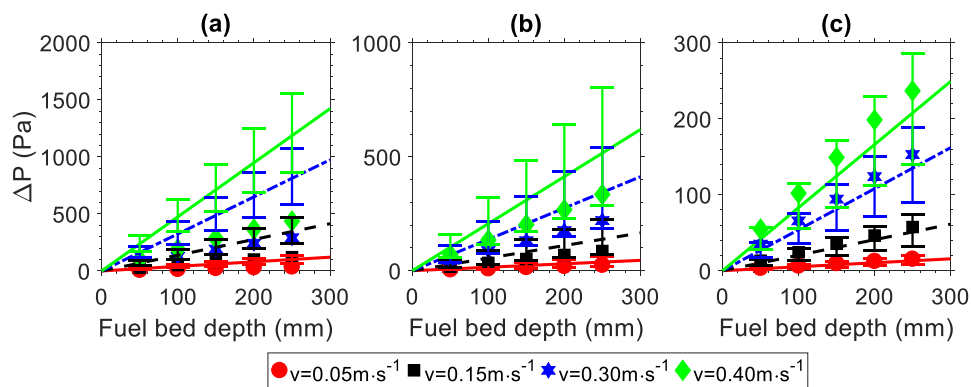 (a) (b) (c)
2000 1000 300
1500
200
ΔP (Pa) 1000 500
100
500
0 0 0
0 100 200 300 0 100 200 300 0 100 200 300
Fuel bed depth (mm) Fuel bed depth (mm) Fuel bed depth (mm)
v=0.05m·s⁻¹ v=0.15m·s⁻¹ v=0.30m·s⁻¹ v=0.40m·s⁻¹